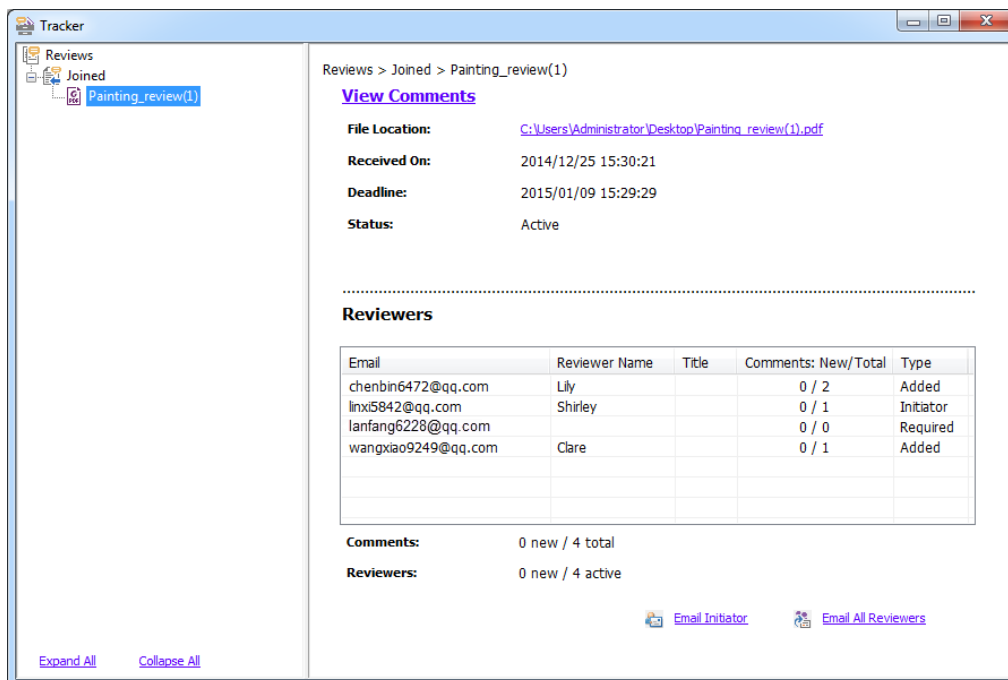 Tracker
Reviews
Joined
Painting_review(1)
Reviews > Joined > Painting_review(1)
View Comments
File Location: C:\Users\Administrator\Desktop\Painting_review(1).pdf
Received On: 2014/12/25 15:30:21
Deadline: 2015/01/09 15:29:29
Status: Active
Reviewers
Email Reviewer Name Title Comments: New/Total Type
chenbin6472@qq.com Lily 0 / 2 Added
linxi5842@qq.com Shirley 0 / 1 Initiator
lanfang6228@qq.com 0 / 0 Required
wangxiao9249@qq.com Clare 0 / 1 Added
Comments: 0 new / 4 total
Reviewers: 0 new / 4 active
Email Initiator Email All Reviewers
Expand All Collapse All